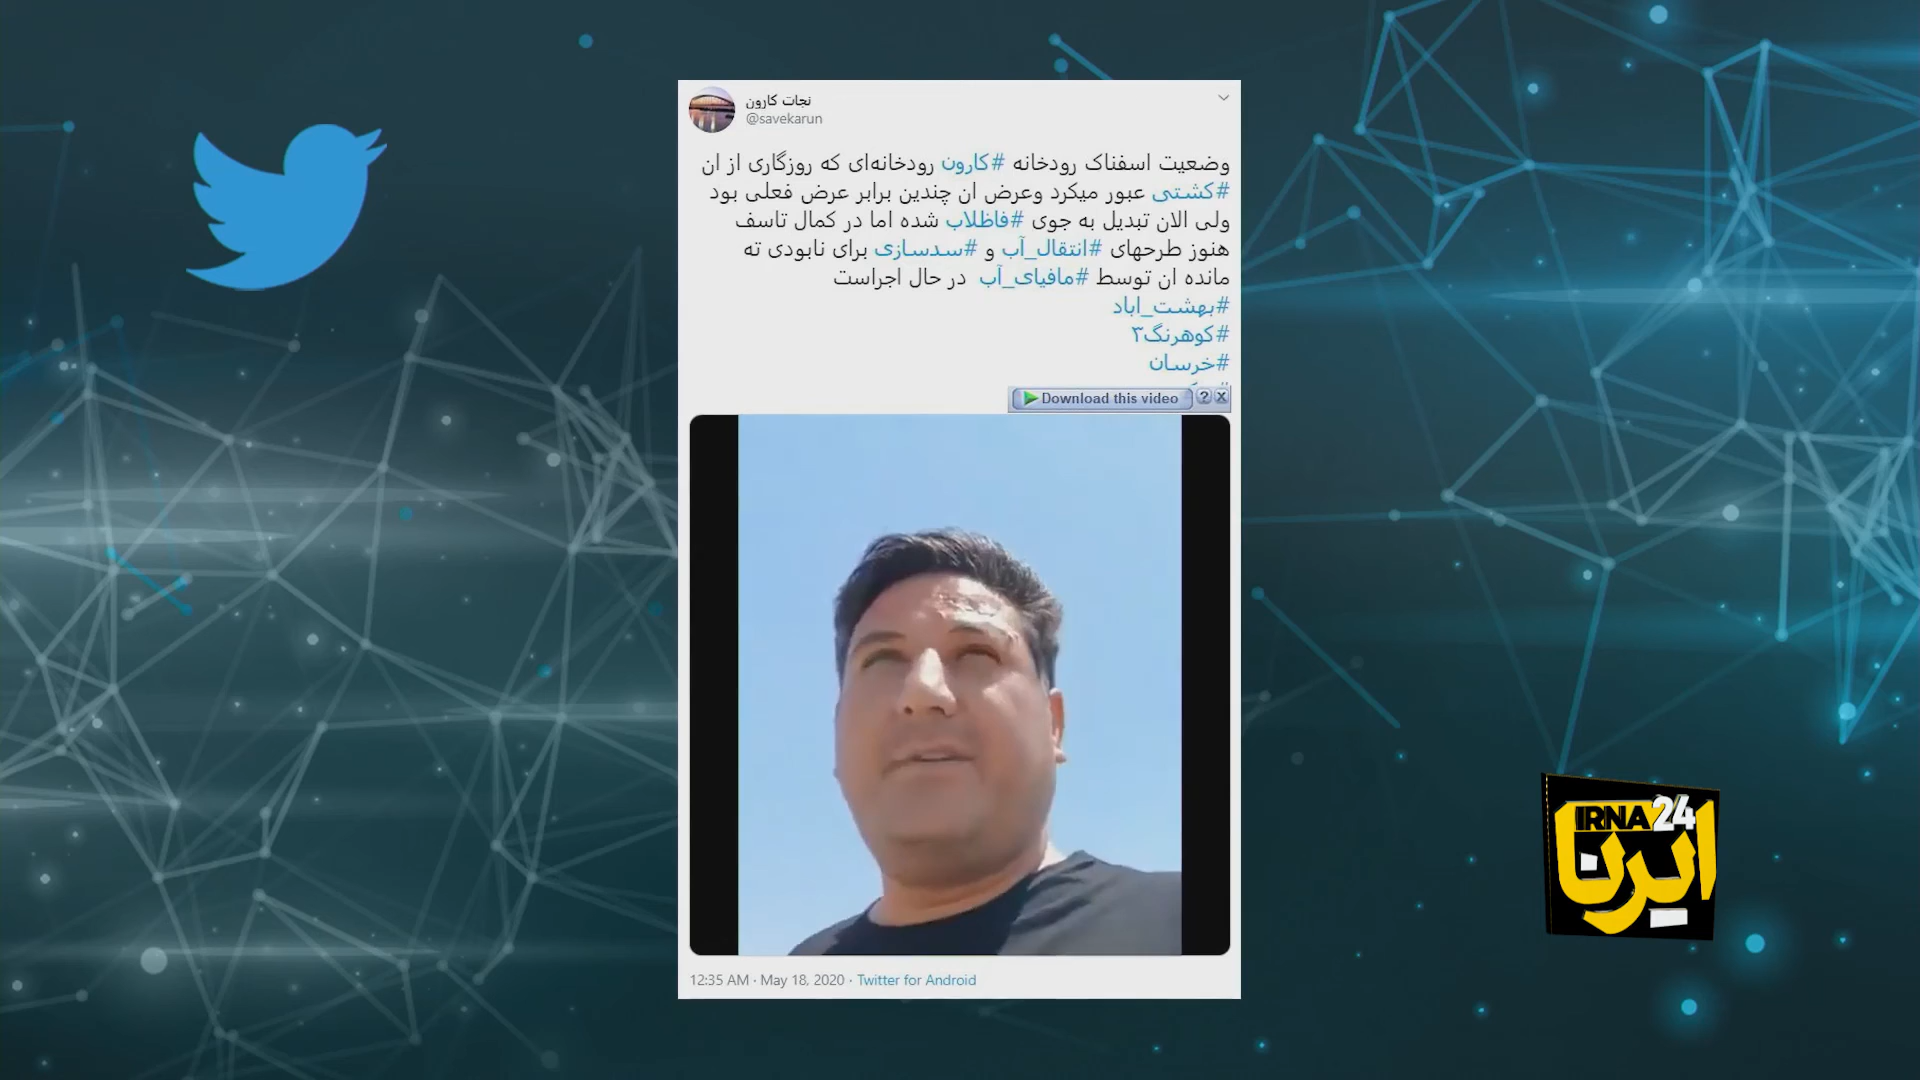 نجات کارون
@savekarun
وضعیت اسفناک رودخانه #کارون رودخانه‌ای که روزگاری از ان
#کشتی عبور میکرد وعرض ان چندین برابر عرض فعلی بود
ولی الان تبدیل به جوی #فاظلاب شده اما در کمال تاسف
هنوز طرحهای #انتقال_آب و #سدسازی برای نابودی ته
مانده ان توسط #مافیای_آب در حال اجراست
#بهشت_اباد
#کوهرنگ۳
#خرسان
Download this video ? X
12:35 AM · May 18, 2020 · Twitter for Android
IRNA24
ایرنا